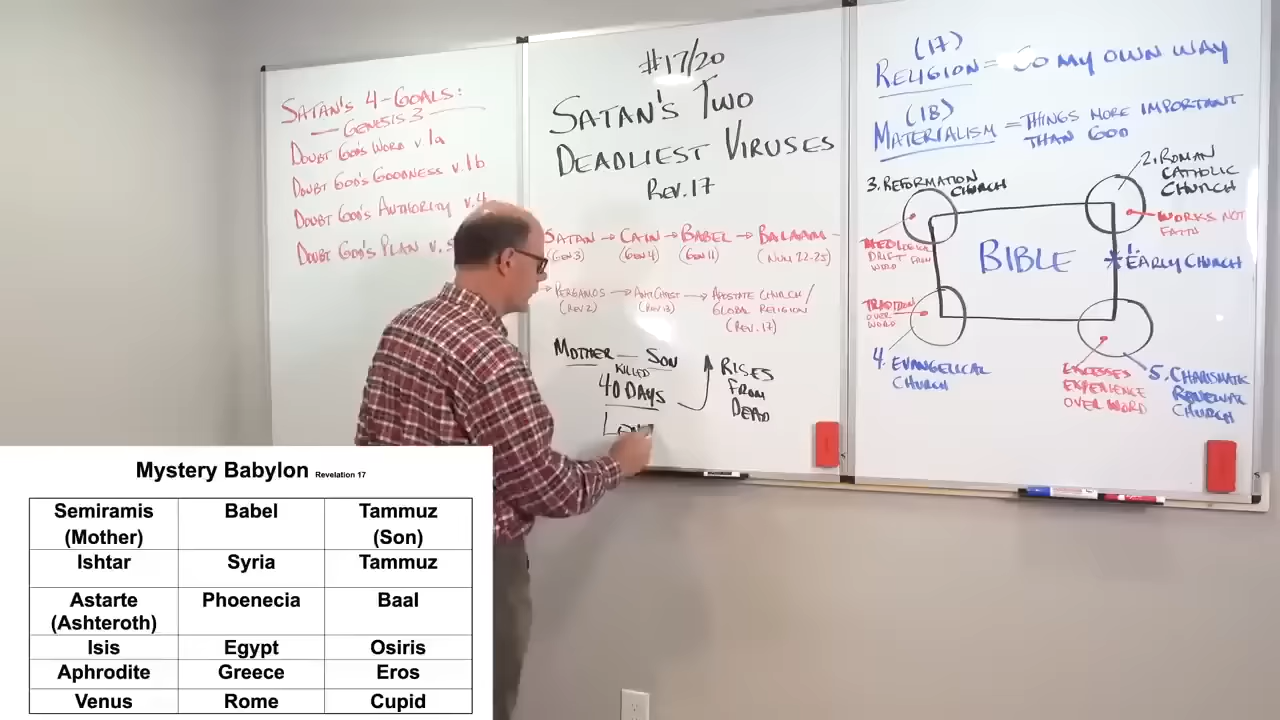 SATAN'S 4-GOALS:
— GENESIS 3 —
DOUBT GOD'S WORD v 1a
DOUBT GOD'S GOODNESS v. 1b
DOUBT GOD'S AUTHORITY v. 4
DOUBT GOD'S PLAN v.
#17/20
SATAN'S TWO
DEADLIEST VIRUSES
REV. 17
SATAN → CAIN → BABEL → BALAAM
(GEN 3) (GEN 4) (GEN 11) (NUM 22-25)
→ PERGAMOS → ANTICHRIST → APOSTATE CHURCH/
GLOBAL RELIGION
(REV 2) (REV 13) (REV. 17)
MOTHER — SON
KILLED
40 DAYS
RISES
FROM
DEAD
(17)
RELIGION = GO MY OWN WAY
(18)
MATERIALISM = THINGS MORE IMPORTANT
THAN GOD
3. REFORMATION
CHURCH
2. ROMAN
CATHOLIC
CHURCH
WORKS NOT
FAITH
THEOLOGICAL
DRIFT FROM
WORD
BIBLE
1.
EARLY CHURCH
TRADITION
OVER
WORD
4. EVANGELICAL
CHURCH
EXCESSES
EXPERIENCE
OVER WORD
5. CHARISMATIC
RENEWAL
CHURCH
Mystery Babylon Revelation 17
Semiramis Babel Tammuz
(Mother) (Son)
Ishtar Syria Tammuz
Astarte Phoenecia Baal
(Ashteroth)
Isis Egypt Osiris
Aphrodite Greece Eros
Venus Rome Cupid